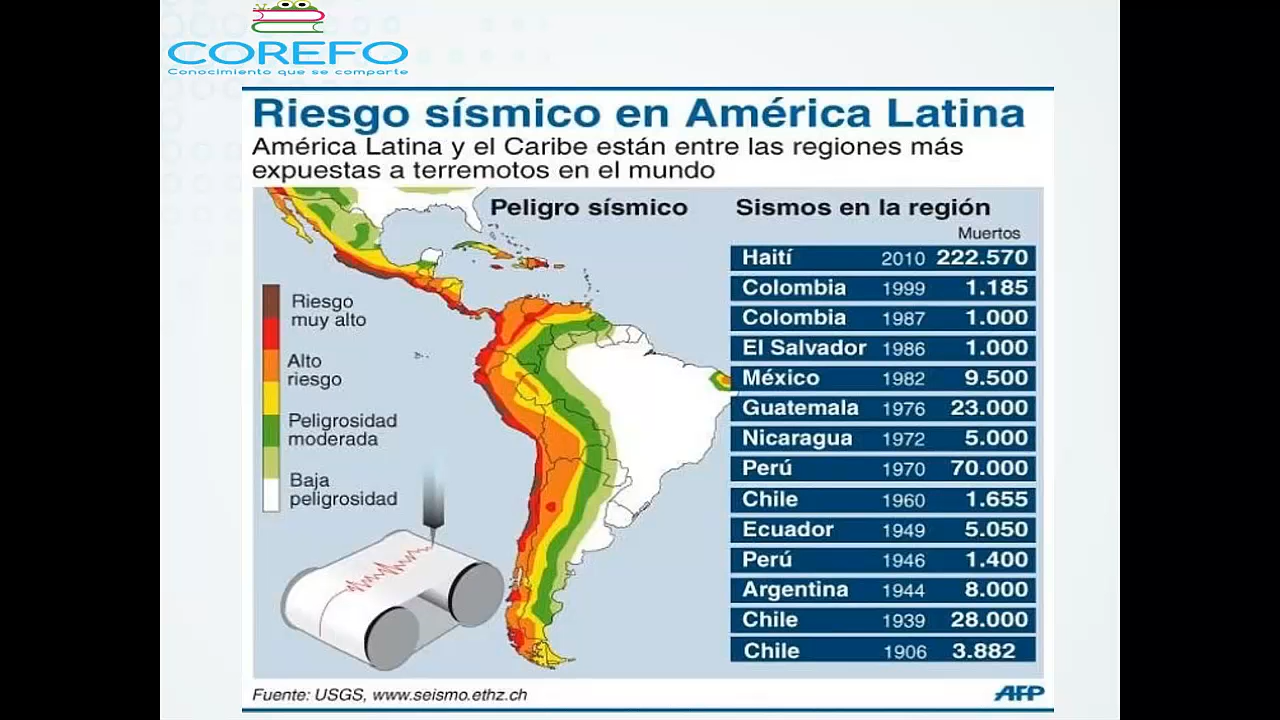 COREFO
Conocimiento que se comparte
Riesgo sísmico en América Latina
América Latina y el Caribe están entre las regiones más
expuestas a terremotos en el mundo
Peligro sísmico
Riesgo
muy alto
Alto
riesgo
Peligrosidad
moderada
Baja
peligrosidad
Sismos en la región
Muertos
Haití 2010 222.570
Colombia 1999 1.185
Colombia 1987 1.000
El Salvador 1986 1.000
México 1982 9.500
Guatemala 1976 23.000
Nicaragua 1972 5.000
Perú 1970 70.000
Chile 1960 1.655
Ecuador 1949 5.050
Perú 1946 1.400
Argentina 1944 8.000
Chile 1939 28.000
Chile 1906 3.882
Fuente: USGS, www.seismo.ethz.ch
AFP